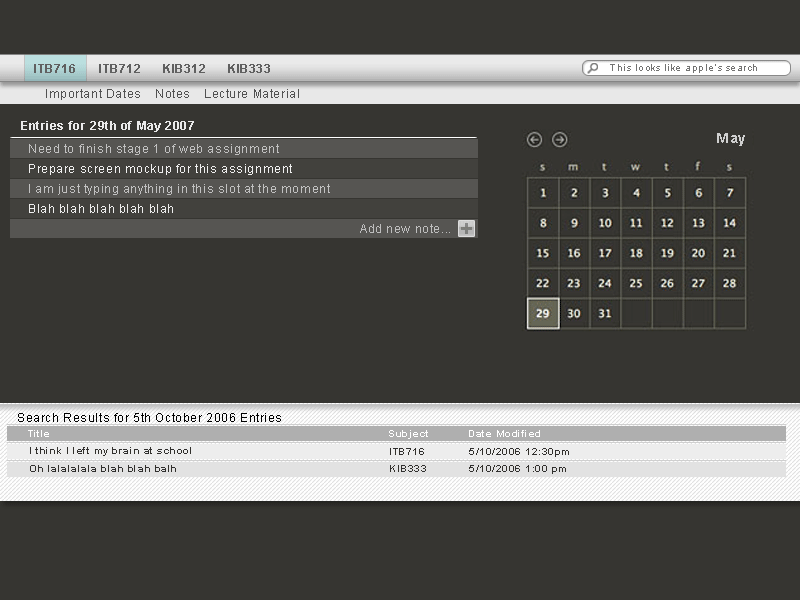 ITB716 ITB712 KIB312 KIB333 This looks like apple's search
Important Dates Notes Lecture Material
Entries for 29th of May 2007
Need to finish stage 1 of web assignment
Prepare screen mockup for this assignment
I am just typing anything in this slot at the moment
Blah blah blah blah blah
Add new note...
May
s m t w t f s
1 2 3 4 5 6 7
8 9 10 11 12 13 14
15 16 17 18 19 20 21
22 23 24 25 26 27 28
29 30 31
Search Results for 5th October 2006 Entries
Title Subject Date Modified
I think I left my brain at school ITB716 5/10/2006 12:30pm
Oh lalalalala blah blah balh KIB333 5/10/2006 1:00 pm